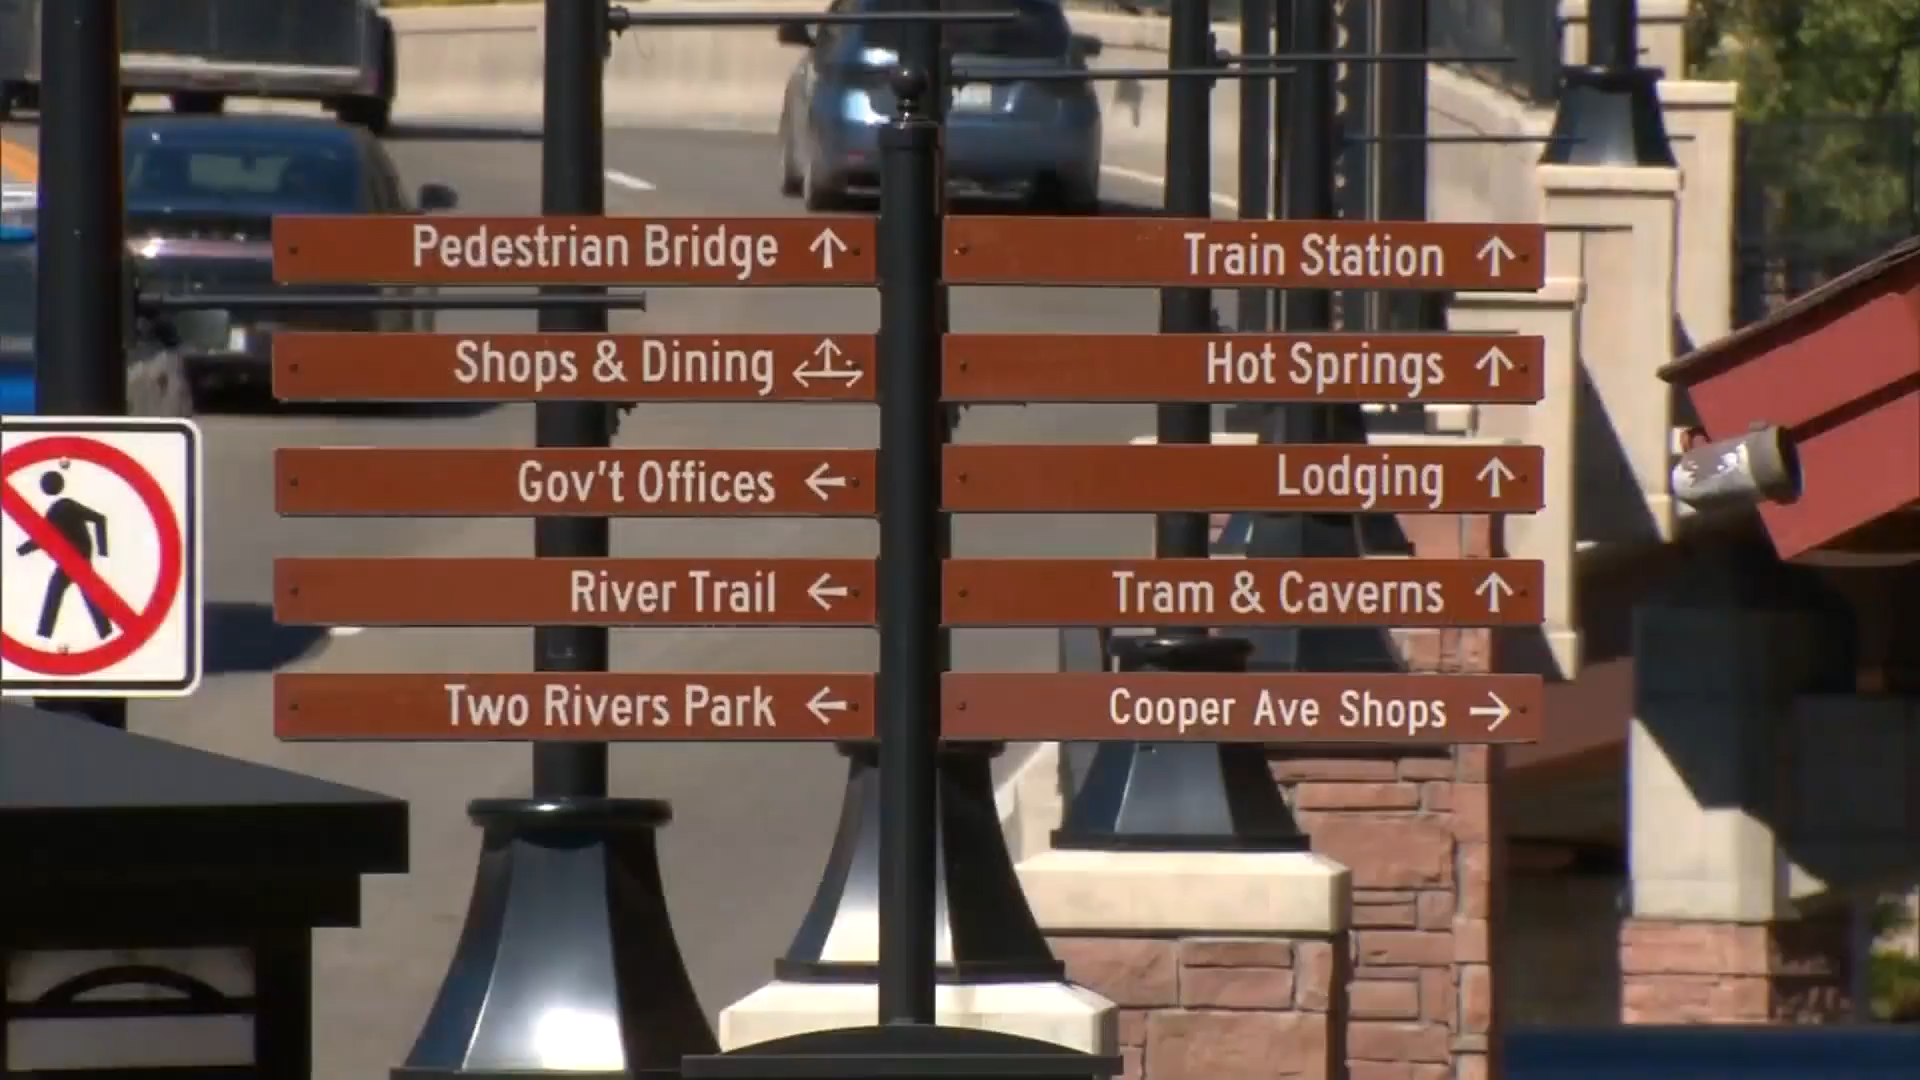 Pedestrian Bridge ↑
Shops & Dining
Gov't Offices ←
River Trail ←
Two Rivers Park ←
Train Station ↑
Hot Springs ↑
Lodging ↑
Tram & Caverns ↑
Cooper Ave Shops →